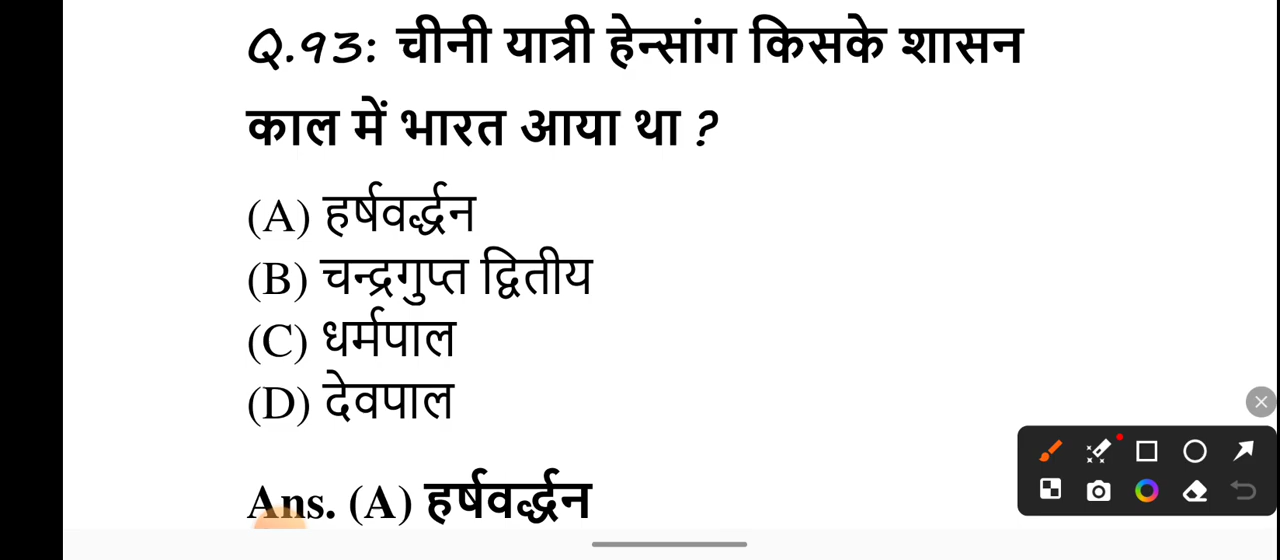 Q.93: चीनी यात्री हेन्सांग किसके शासन
काल में भारत आया था ?
(A) हर्षवर्द्धन
(B) चन्द्रगुप्त द्वितीय
(C) धर्मपाल
(D) देवपाल
Ans. (A) हर्षवर्द्धन